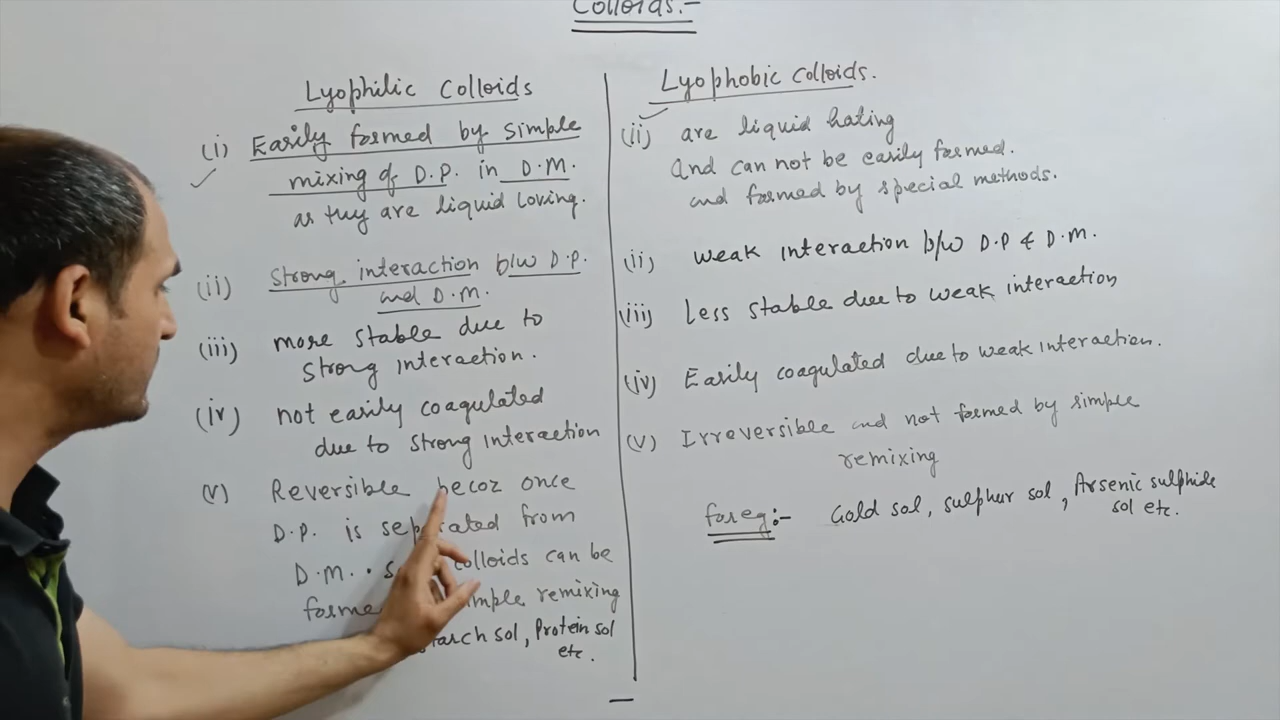 Colloids:-
Lyophilic Colloids
(i) Easily formed by simple
mixing of D.P. in D.M.
as they are liquid loving.
(ii) Strong interaction b/w D.P.
and D.M.
(iii) more stable due to
strong interaction.
(iv) not easily coagulated
due to strong interaction
(v) Reversible becoz once
D.P. is separated from
D.M. colloids can be
simple remixing
sol, Protein sol
etc.
Lyophobic Colloids.
(ii) are liquid hating
and can not be easily formed.
and formed by special methods.
(ii) weak interaction b/w D.P & D.M.
(iii) Less stable due to weak interaction
(iv) Easily coagulated due to weak interaction.
(v) Irreversible and not formed by simple
remixing
for eg:- Gold sol, sulphur sol, Arsenic sulphide
sol etc.